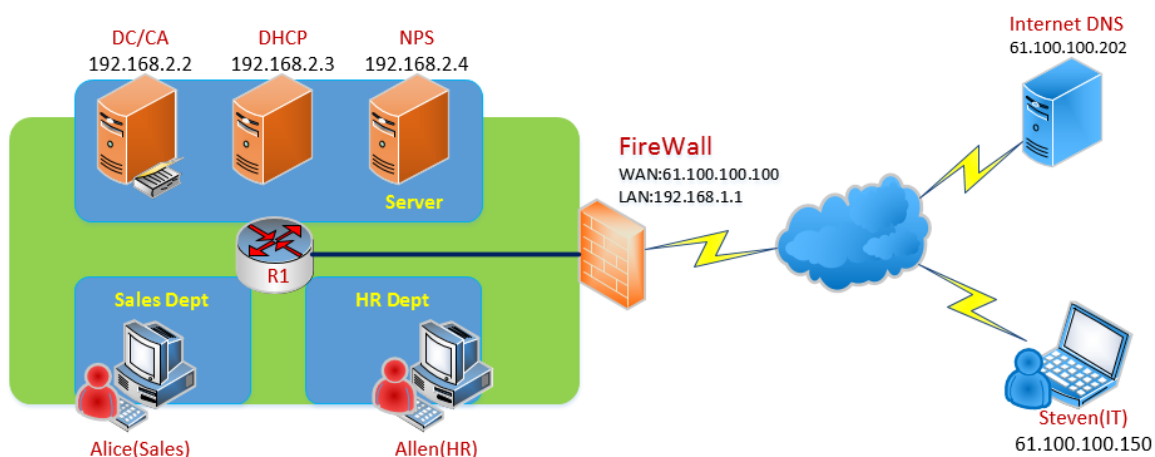 DC/CA
192.168.2.2
DHCP
192.168.2.3
NPS
192.168.2.4
Server
Internet DNS
61.100.100.202
FireWall
WAN:61.100.100.100
LAN:192.168.1.1
R1
Sales Dept
HR Dept
Alice(Sales)
Allen(HR)
Steven(IT)
61.100.100.150